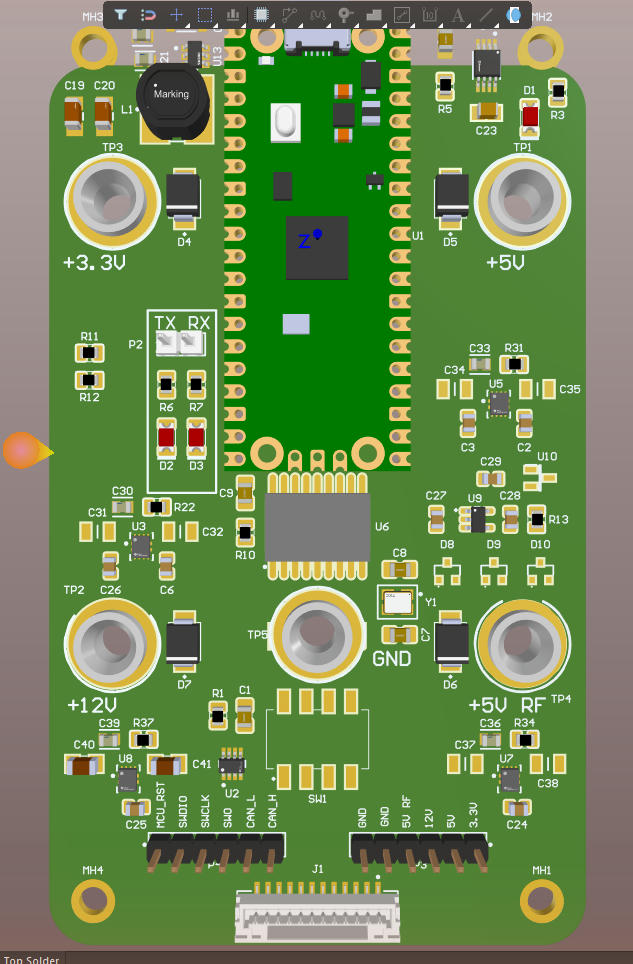 MH3
MH2
U13
C19
C20
L1
Marking
R5
C23
D1
R3
TP3
TP1
D4
D5
U1
+3.3V
+5V
Z
TX RX
P2
R11
R12
R6
R7
D2
D3
C33
R31
C34
U5
C35
C3
C2
C29
U10
C9
C30
R22
C31
U3
C32
R10
U6
C27
U9
C28
R13
D8
D9
D10
C26
C6
C8
TP2
Y1
TP5
C7
GND
D7
D6
+12V
+5V RF
TP4
R1
C1
C39
R37
C40
U8
C41
U2
C25
SW1
C36
R34
C37
U7
C38
C24
MCU_RST
SWDIO
SWCLK
SWO
CAN_L
CAN_H
GND
GND
5V RF
12V
5V
3.3V
MH4
J1
MH1
Top Solder